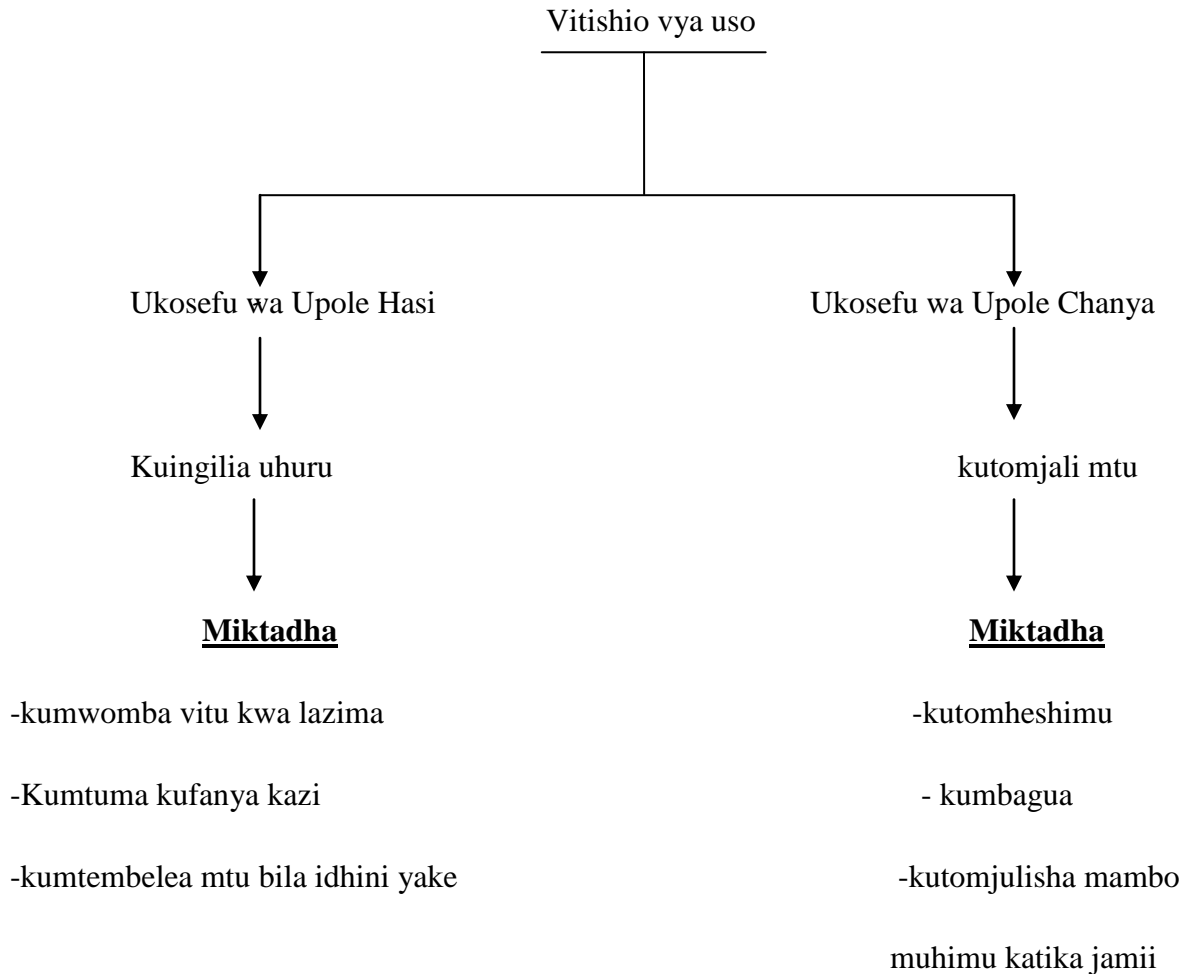 Vitishio vya uso
Ukosefu wa Upole Hasi
Ukosefu wa Upole Chanya
Kuingilia uhuru
kutomjali mtu
Miktadha
Miktadha
-kumwomba vitu kwa lazima
-kutomheshimu
-Kumtuma kufanya kazi
- kumbagua
-kumtembelea mtu bila idhini yake
-kutomjulisha mambo
muhimu katika jamii